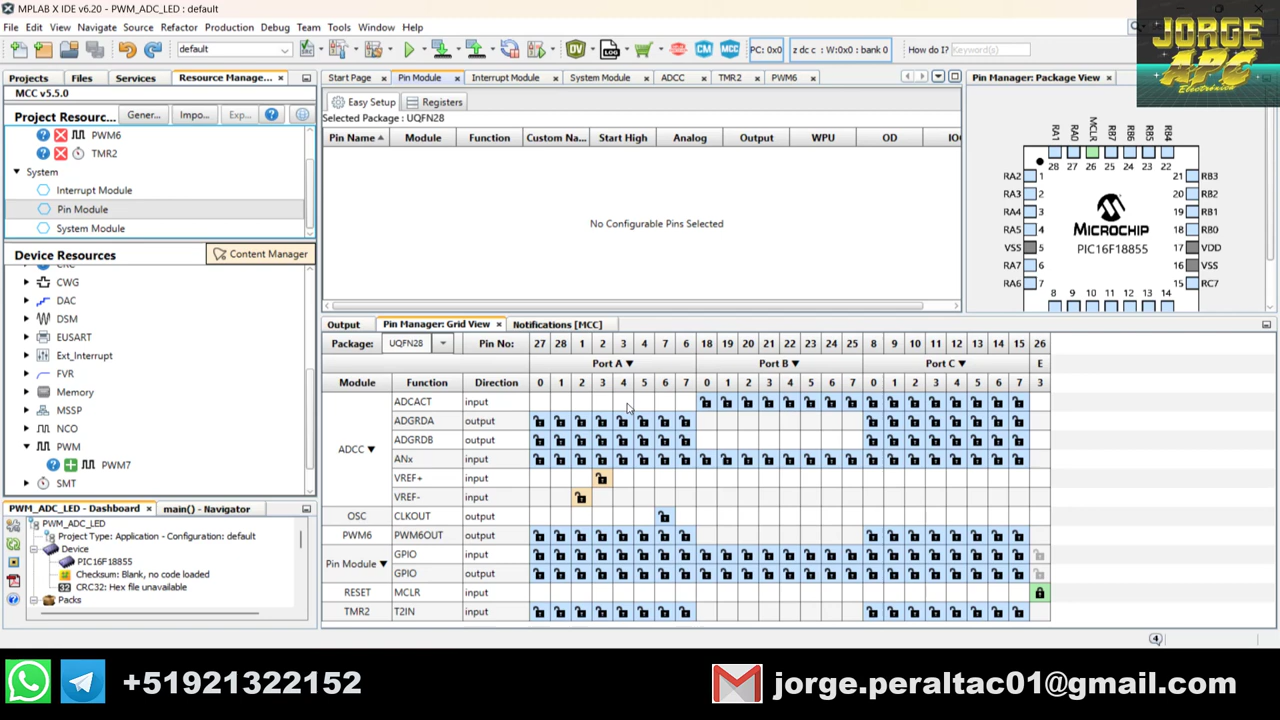 MPLAB X IDE v6.20 - PWM_ADC_LED : default
File Edit View Navigate Source Refactor Production Debug Team Tools Window Help
default PC: 0x0 z dc c : W:0x0 : bank 0 How do I? Keyword(s)
JORGE
APC
Electrónica
Projects Files Services Resource Manage...
MCC v5.5.0
Project Resourc... Gener... Impo... Exp...
PWM6
TMR2
System
Interrupt Module
Pin Module
System Module
Device Resources Content Manager
CWG
DAC
DSM
EUSART
Ext_Interrupt
FVR
Memory
MSSP
NCO
PWM
PWM7
SMT
PWM_ADC_LED - Dashboard main() - Navigator
PWM_ADC_LED
Project Type: Application - Configuration: default
Device
PIC16F18855
Checksum: Blank, no code loaded
CRC32: Hex file unavailable
Packs
Start Page Pin Module Interrupt Module System Module ADCC TMR2 PWM6
Easy Setup Registers
Selected Package : UQFN28
Pin Name Module Function Custom Na... Start High Analog Output WPU OD IO
No Configurable Pins Selected
Pin Manager: Package View
RA1 RA0 MCLR RB7 RB6 RB5 RB4
28 27 26 25 24 23 22
RA2 1 21 RB3
RA3 2 20 RB2
RA4 3 19 RB1
RA5 4 18 RB0
VSS 5 17 VDD
RA7 6 16 VSS
RA6 7 15 RC7
MICROCHIP
PIC16F18855
8 9 10 11 12 13 14
Output Pin Manager: Grid View Notifications [MCC]
Package: UQFN28 Pin No: 27 28 1 2 3 4 7 6 18 19 20 21 22 23 24 25 8 9 10 11 12 13 14 15 26
Port A Port B Port C E
Module Function Direction 0 1 2 3 4 5 6 7 0 1 2 3 4 5 6 7 0 1 2 3 4 5 6 7 3
ADCC
ADCACT input
ADGRDA output
ADGRDB output
ANx input
VREF+ input
VREF- input
OSC CLKOUT output
PWM6 PWM6OUT output
Pin Module
GPIO input
GPIO output
RESET MCLR input
TMR2 T2IN input
4
+51921322152 jorge.peraltac01@gmail.com